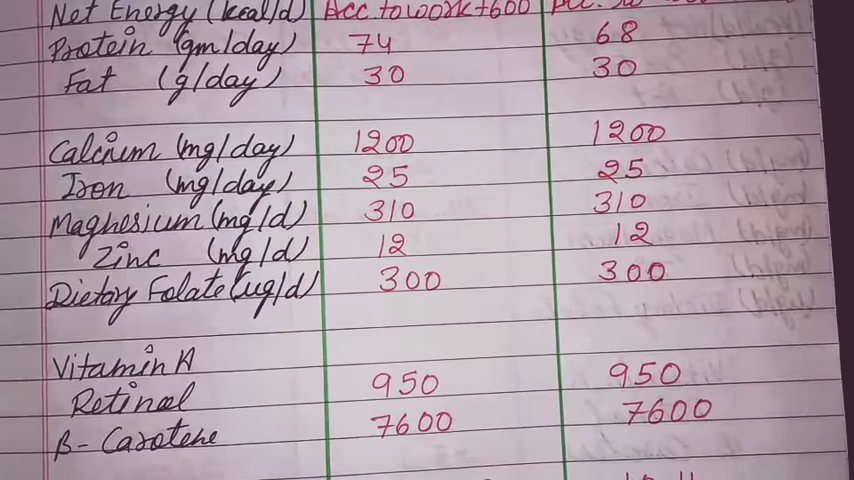 Net Energy (kcal/d) Acc to work +600
Protein (gm/day) 74 68
Fat (g/day) 30 30
Calcium (mg/day) 1200 1200
Iron (mg/day) 25 25
Maghesium (mg/d) 310 310
Zinc (mg/d) 12 12
Dietary Folate (ug/d) 300 300
Vitamin A
Retinol 950 950
β-Carotene 7600 7600